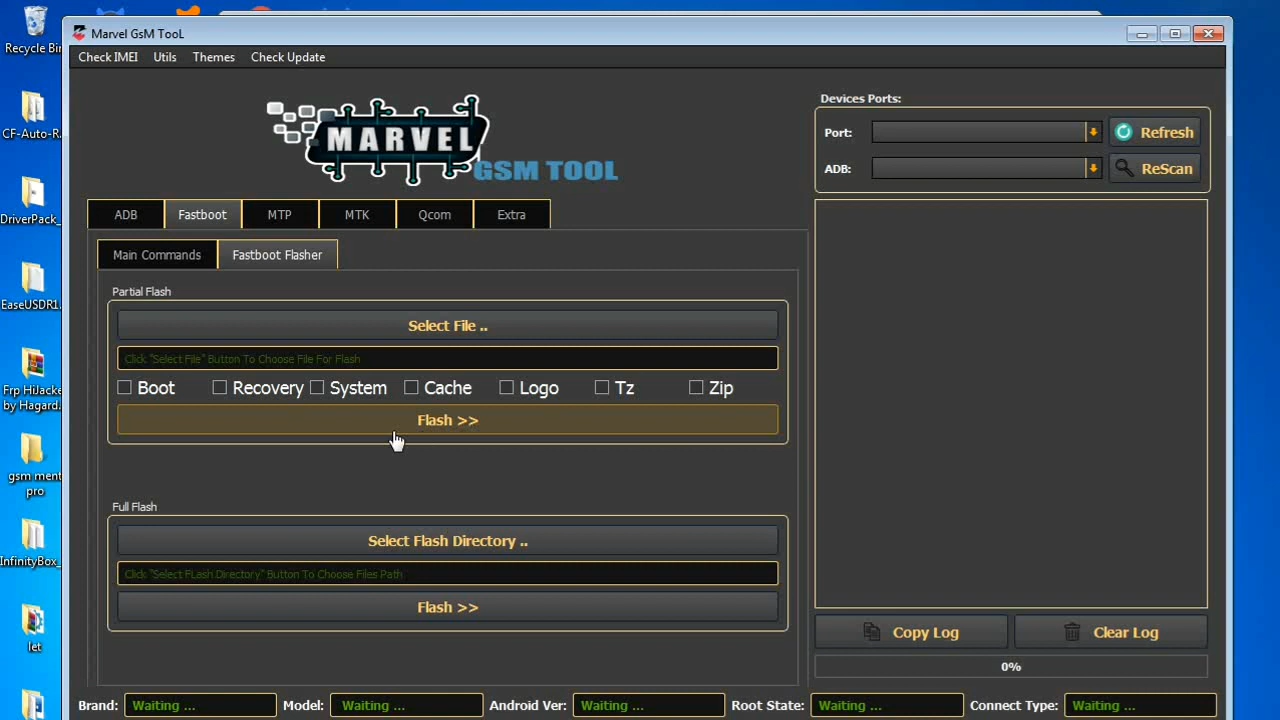 Marvel GsM TooL
Check IMEI Utils Themes Check Update
MARVEL
GSM TOOL
Devices Ports:
Port: Refresh
ADB: ReScan
ADB Fastboot MTP MTK Qcom Extra
Main Commands Fastboot Flasher
Partial Flash
Select File ..
Click "Select File" Button To Choose File For Flash
Boot Recovery System Cache Logo Tz Zip
Flash >>
Full Flash
Select Flash Directory ..
Click "Select FLash Directory" Button To Choose Files Path
Flash >>
Copy Log Clear Log
0%
Brand: Waiting ... Model: Waiting ... Android Ver: Waiting ... Root State: Waiting ... Connect Type: Waiting ...
Recycle Bin
CF-Auto-R.
DriverPack_
EaseUSDR1.
Frp HiJacke
by Hagard.
gsm ment
pro
InfinityBox_
let